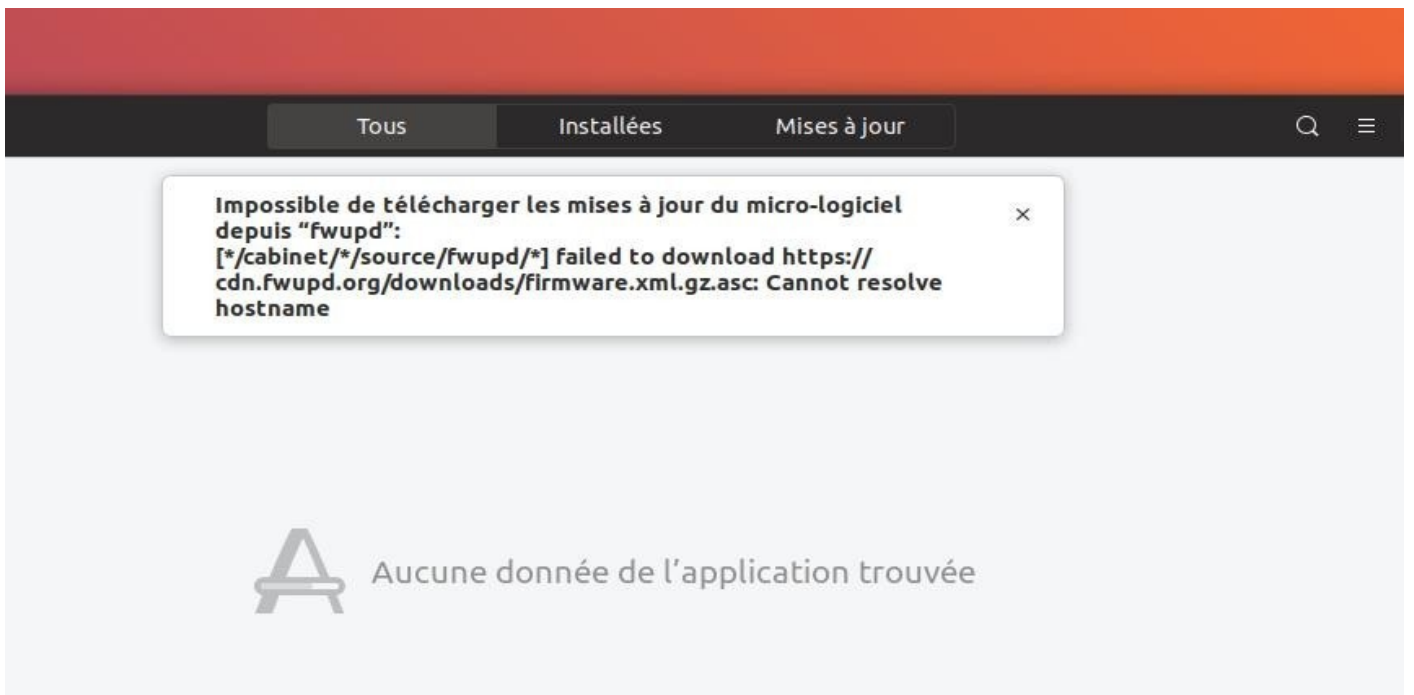 Tous
Installées
Mises à jour
Impossible de télécharger les mises à jour du micro-logiciel
depuis “fwupd”:
[*/cabinet/*/source/fwupd/*] failed to download https://
cdn.fwupd.org/downloads/firmware.xml.gz.asc: Cannot resolve
hostname
Aucune donnée de l’application trouvée